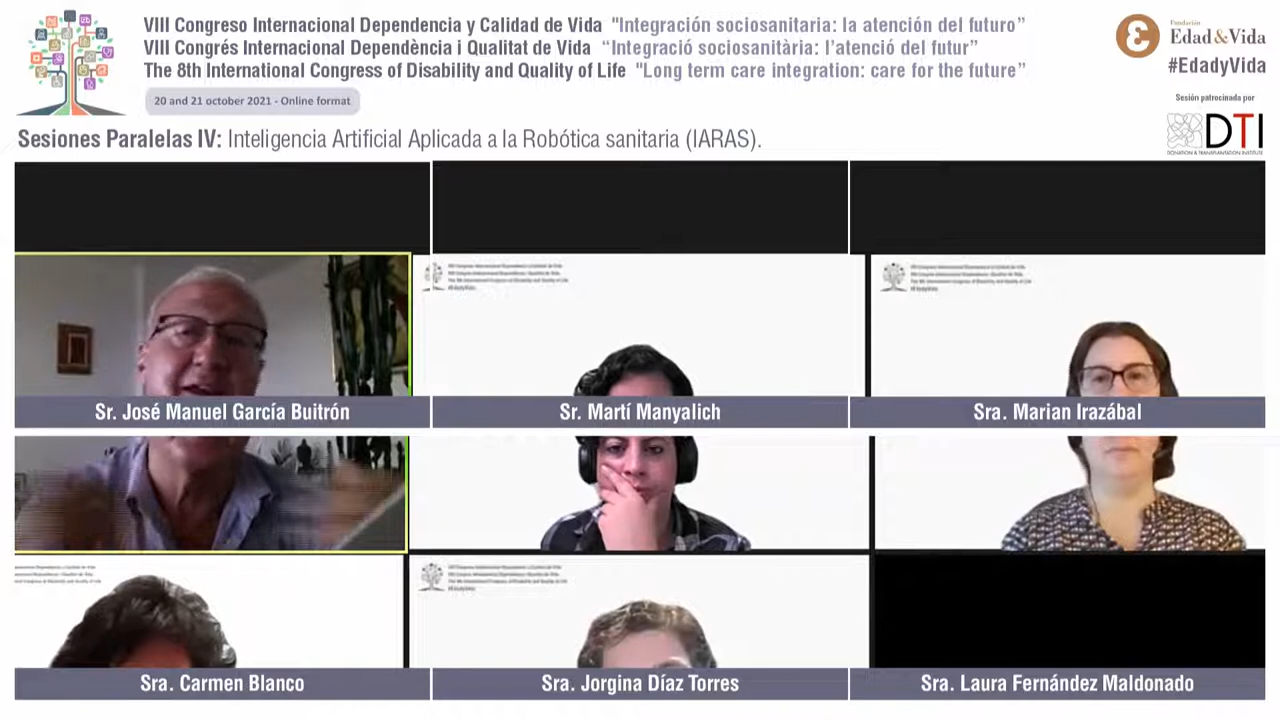 VIII Congreso Internacional Dependencia y Calidad de Vida "Integración sociosanitaria: la atención del futuro”
VIII Congrés Internacional Dependència i Qualitat de Vida “Integració sociosanitària: l’atenció del futur”
The 8th International Congress of Disability and Quality of Life "Long term care integration: care for the future”
20 and 21 october 2021 - Online format
Fundación
Edad&Vida
#EdadyVida
Sesión patrocinada por
DTI
DONATION & TRANSPLANTATION INSTITUTE
Sesiones Paralelas IV: Inteligencia Artificial Aplicada a la Robótica sanitaria (IARAS).
Sr. José Manuel García Buitrón
Sr. Martí Manyalich
Sra. Marian Irazábal
Sra. Carmen Blanco
Sra. Jorgina Díaz Torres
Sra. Laura Fernández Maldonado